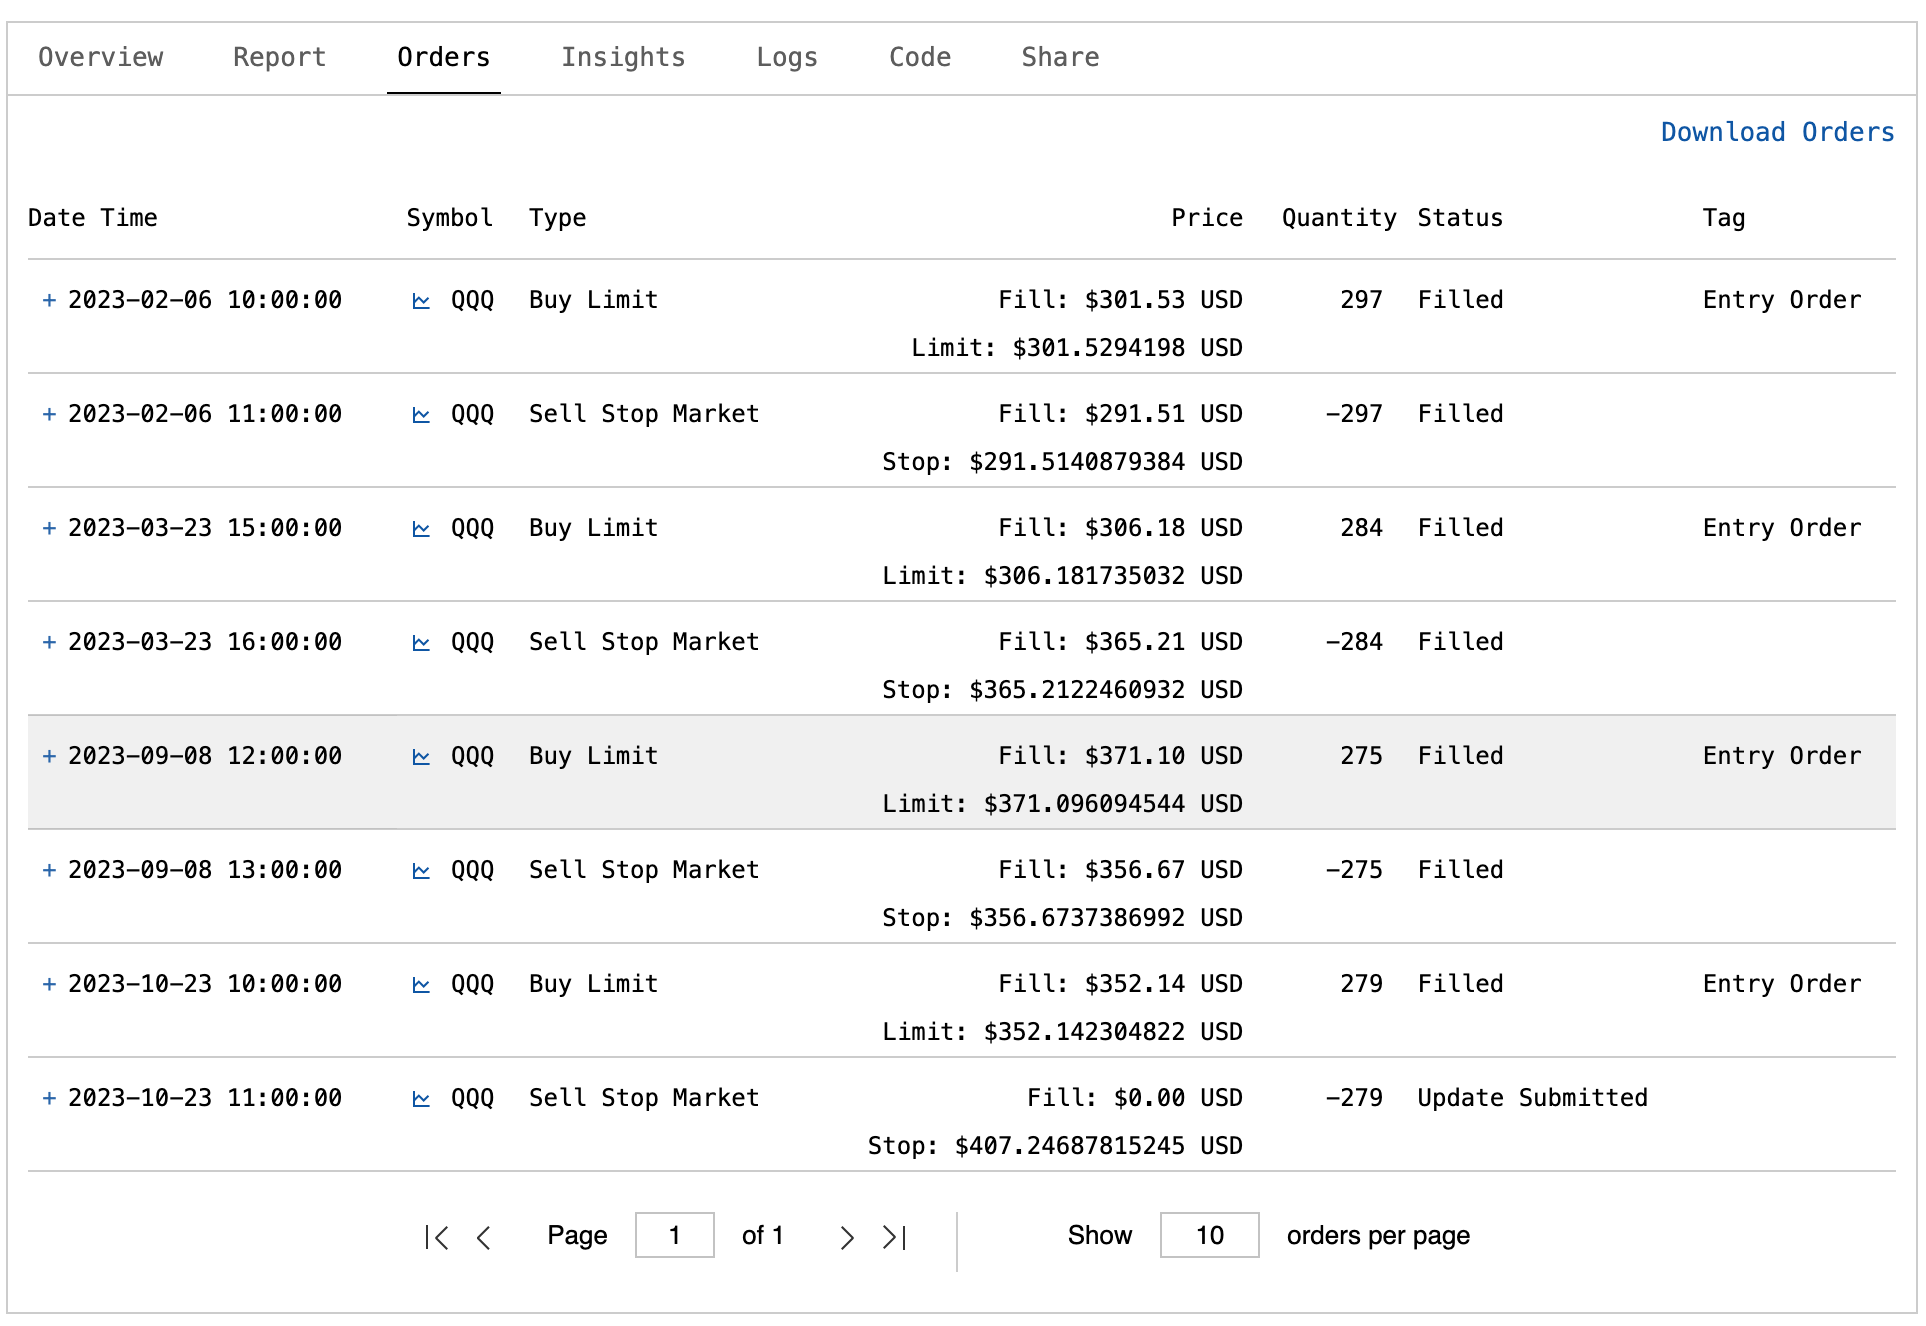 Overview Report Orders Insights Logs Code Share
Download Orders
Date Time Symbol Type Price Quantity Status Tag
+ 2023-02-06 10:00:00 QQQ Buy Limit Fill: $301.53 USD 297 Filled Entry Order
Limit: $301.5294198 USD
+ 2023-02-06 11:00:00 QQQ Sell Stop Market Fill: $291.51 USD -297 Filled
Stop: $291.5140879384 USD
+ 2023-03-23 15:00:00 QQQ Buy Limit Fill: $306.18 USD 284 Filled Entry Order
Limit: $306.181735032 USD
+ 2023-03-23 16:00:00 QQQ Sell Stop Market Fill: $365.21 USD -284 Filled
Stop: $365.2122460932 USD
+ 2023-09-08 12:00:00 QQQ Buy Limit Fill: $371.10 USD 275 Filled Entry Order
Limit: $371.096094544 USD
+ 2023-09-08 13:00:00 QQQ Sell Stop Market Fill: $356.67 USD -275 Filled
Stop: $356.6737386992 USD
+ 2023-10-23 10:00:00 QQQ Buy Limit Fill: $352.14 USD 279 Filled Entry Order
Limit: $352.142304822 USD
+ 2023-10-23 11:00:00 QQQ Sell Stop Market Fill: $0.00 USD -279 Update Submitted
Stop: $407.24687815245 USD
Page 1 of 1 Show 10 orders per page